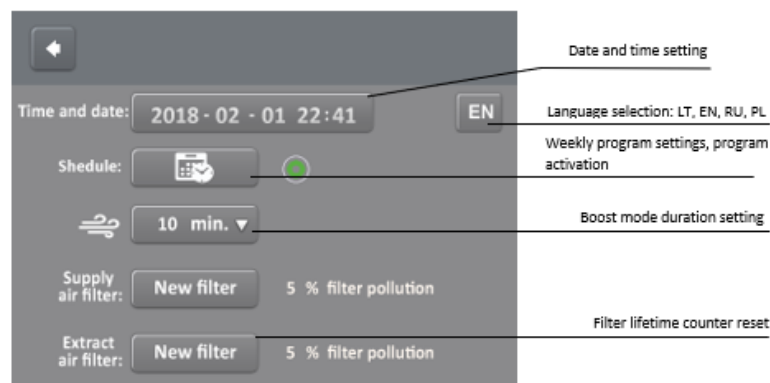 Date and time setting
Time and date: 2018 - 02 - 01 22:41 EN
Language selection: LT, EN, RU, PL
Weekly program settings, program
activation
Shedule:
10 min.
Boost mode duration setting
Supply
air filter: New filter 5 % filter pollution
Filter lifetime counter reset
Extract
air filter: New filter 5 % filter pollution